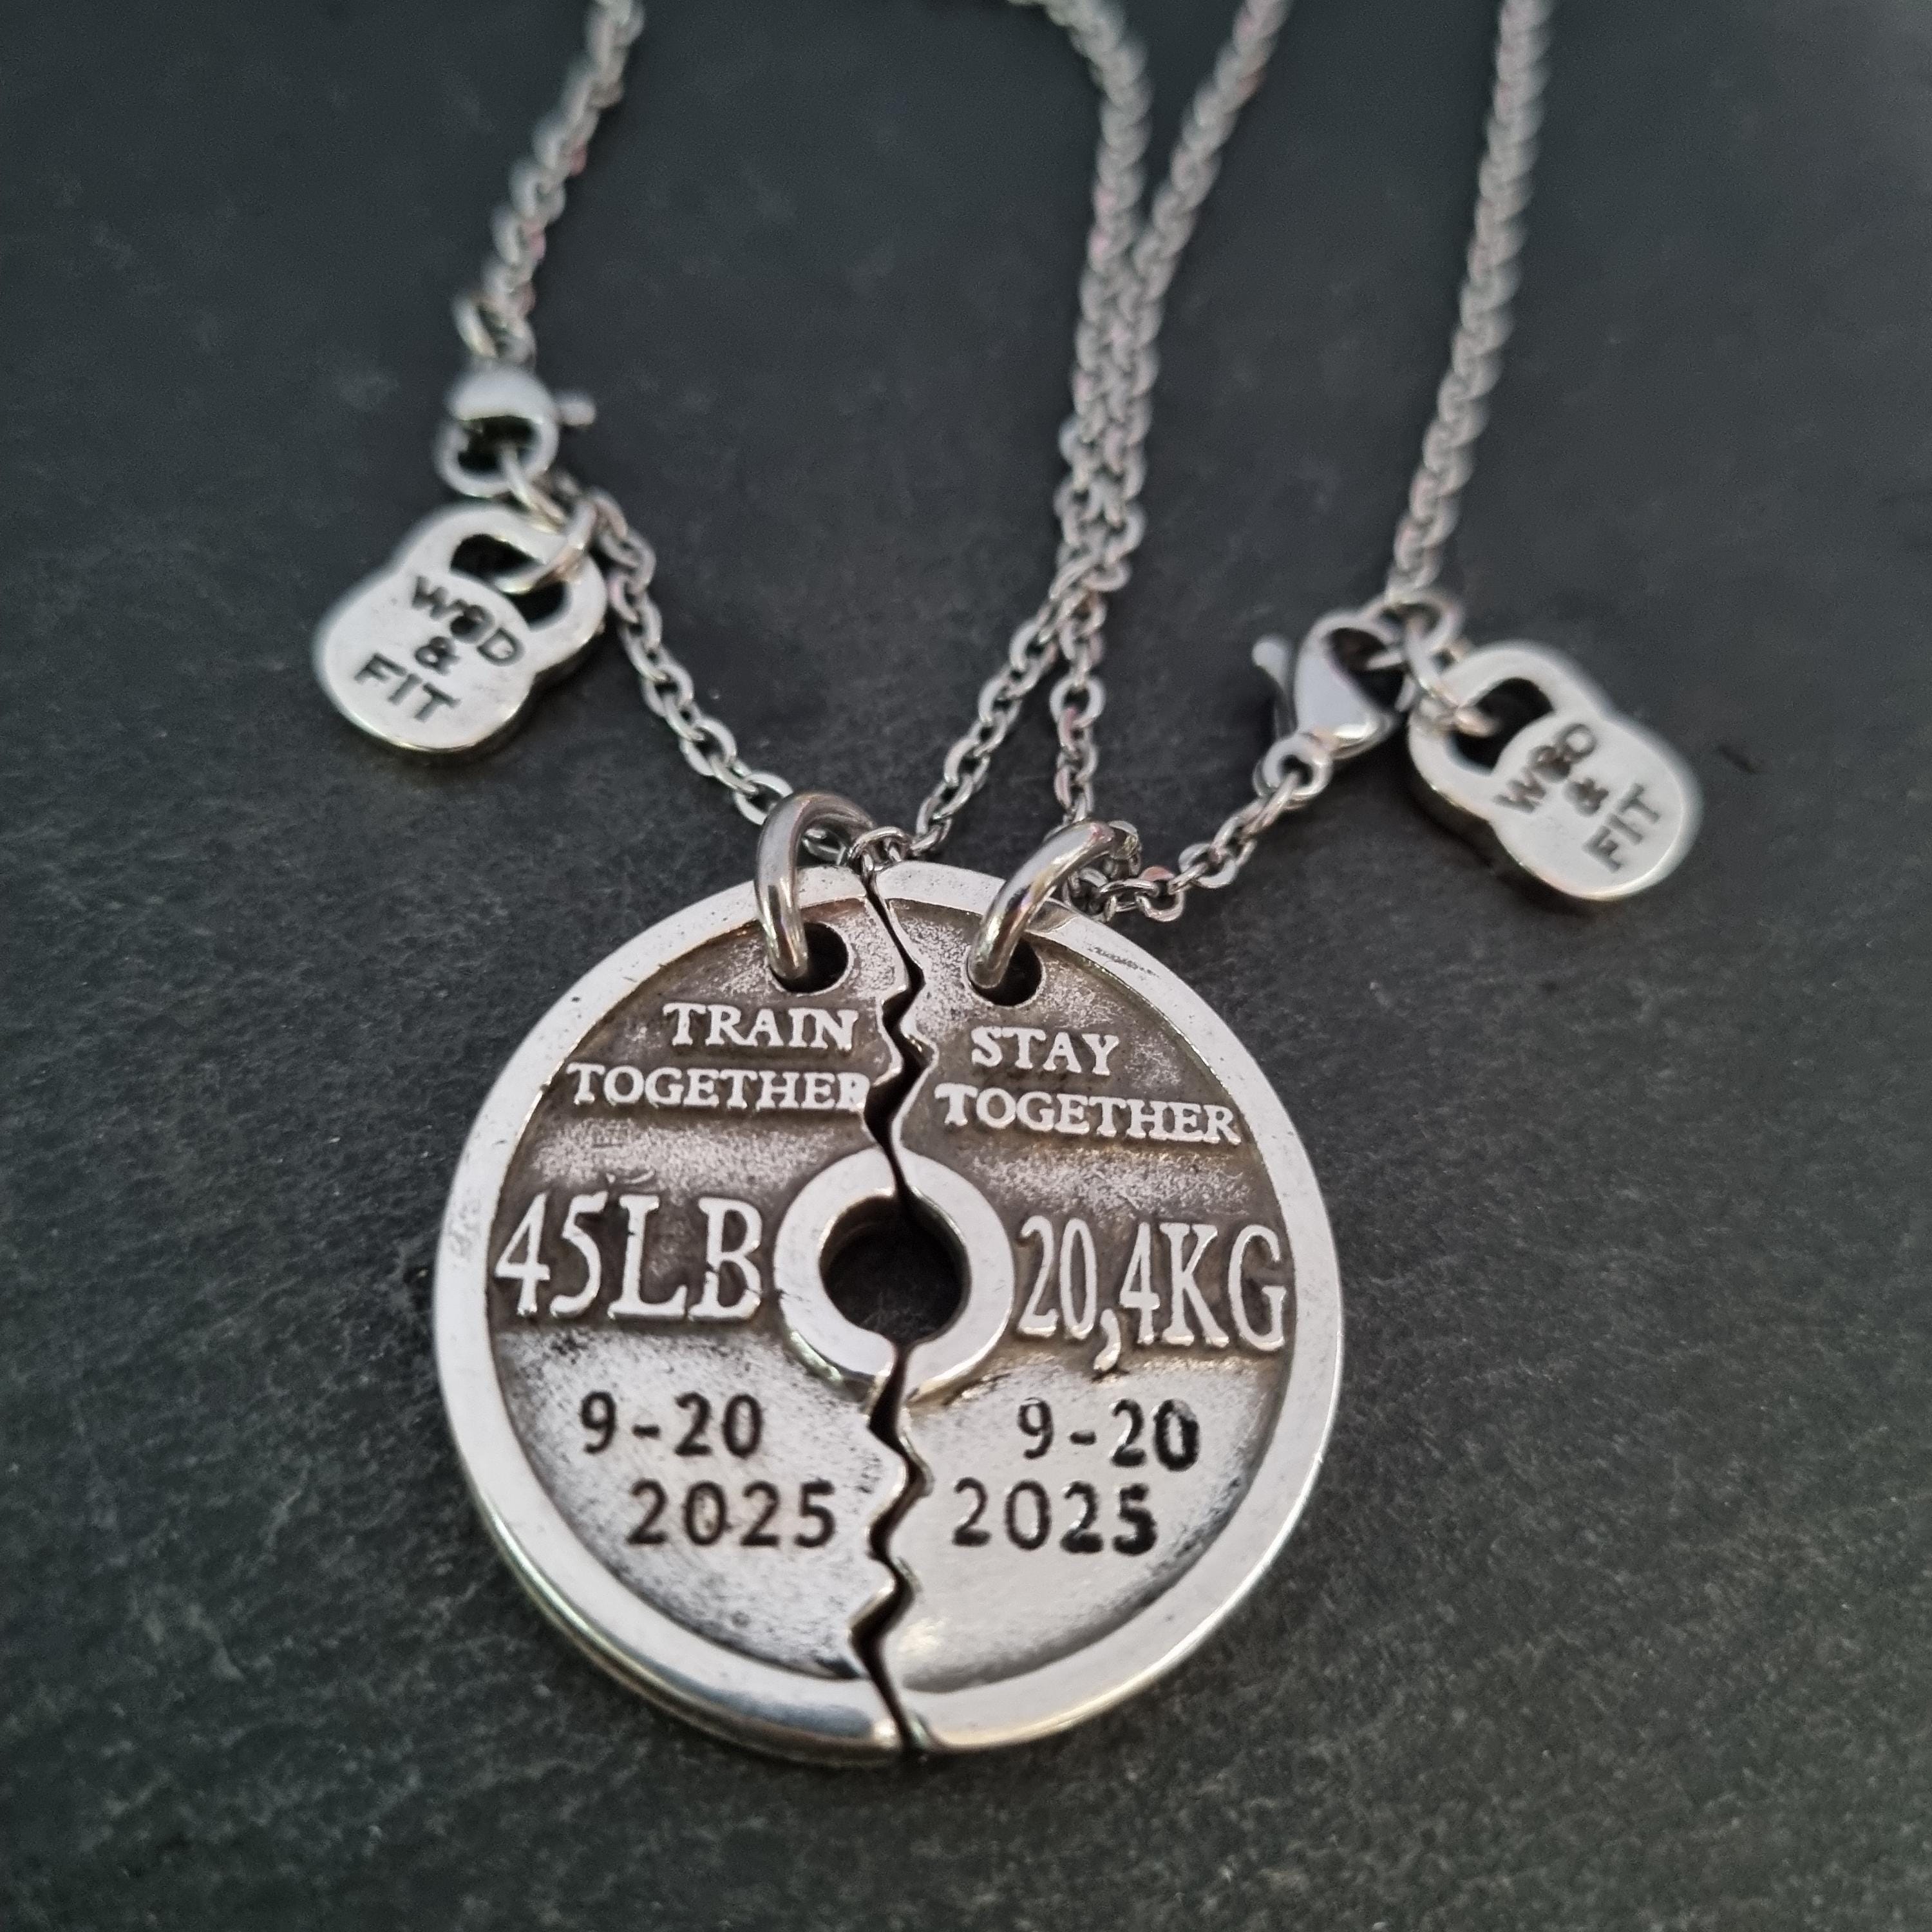 WOD
&
FIT
WOD
&
FIT
TRAIN
TOGETHER
45LB
9-20
2025
STAY
TOGETHER
20,4KG
9-20
2025